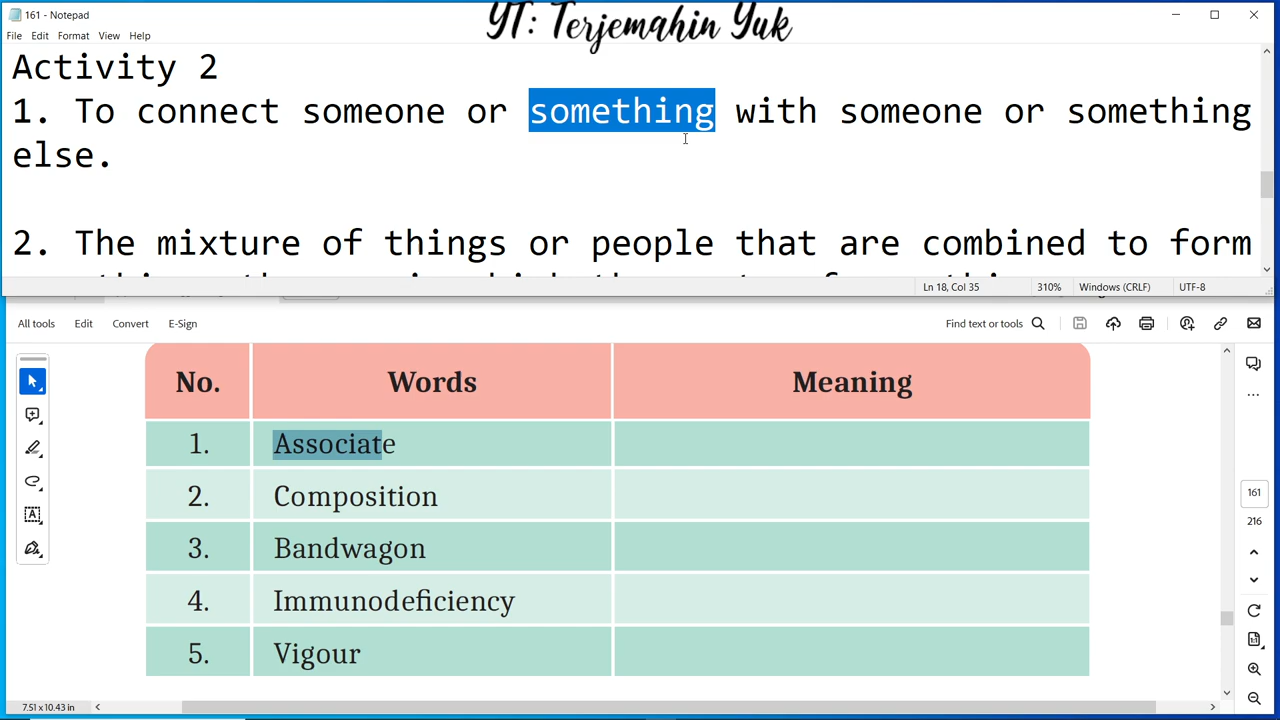 161 - Notepad
YT: Terjemahin Yuk
File Edit Format View Help
Activity 2
1. To connect someone or something with someone or something
else.
2. The mixture of things or people that are combined to form
Ln 18, Col 35 310% Windows (CRLF) UTF-8
All tools Edit Convert E-Sign Find text or tools
No. Words Meaning
1. Associate
2. Composition
3. Bandwagon
4. Immunodeficiency
5. Vigour
161
216
7.51 x 10.43 in